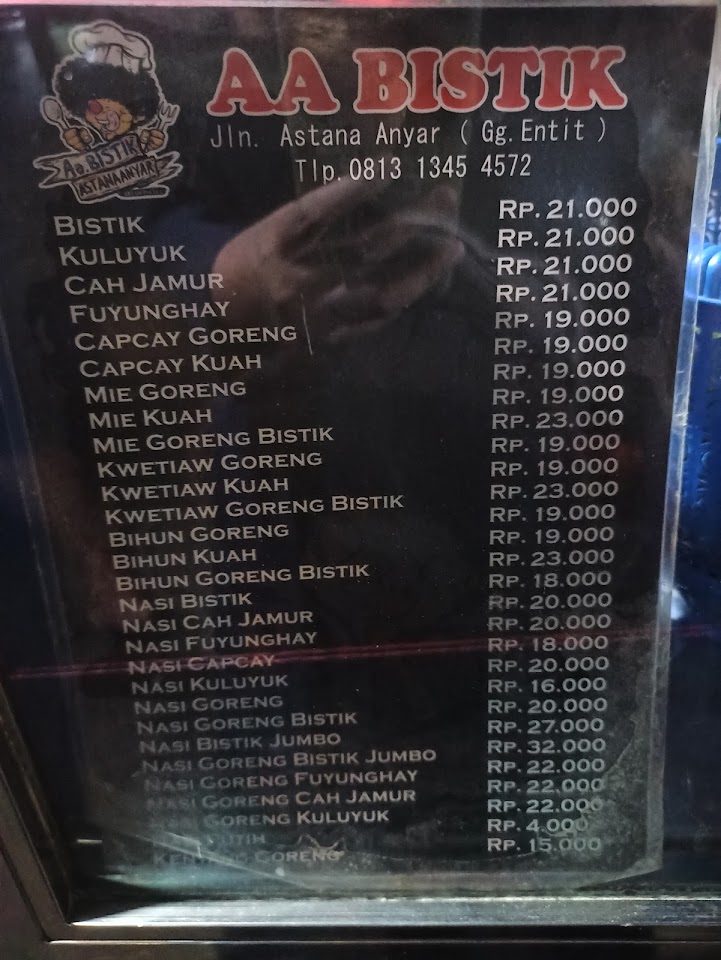 AA BISTIK
Jln. Astana Anyar ( Gg.Entit )
Tlp.0813 1345 4572
Aa.BISTIK
ASTANAANYAR
BISTIK RP. 21.000
KULUYUK RP. 21.000
CAH JAMUR RP. 21.000
FUYUNGHAY RP. 21.000
CAPCAY GORENG RP. 19.000
CAPCAY KUAH RP. 19.000
MIE GORENG RP. 19.000
MIE KUAH RP. 19.000
MIE GORENG BISTIK RP. 23.000
KWETIAW GORENG RP. 19.000
KWETIAW KUAH RP. 19.000
KWETIAW GORENG BISTIK RP. 23.000
BIHUN GORENG RP. 19.000
BIHUN KUAH RP. 19.000
BIHUN GORENG BISTIK RP. 23.000
NASI BISTIK RP. 18.000
NASI CAH JAMUR RP. 20.000
NASI FUYUNGHAY RP. 20.000
NASI CAPCAY RP. 18.000
NASI KULUYUK RP. 20.000
NASI GORENG RP. 16.000
NASI GORENG BISTIK RP. 20.000
NASI BISTIK JUMBO RP. 27.000
NASI GORENG BISTIK JUMBO RP. 32.000
NASI GORENG FUYUNGHAY RP. 22.000
NASI GORENG CAH JAMUR RP. 22.000
GORENG KULUYUK RP. 22.000
RP. 4.000
KENTANG GORENG RP. 15.000